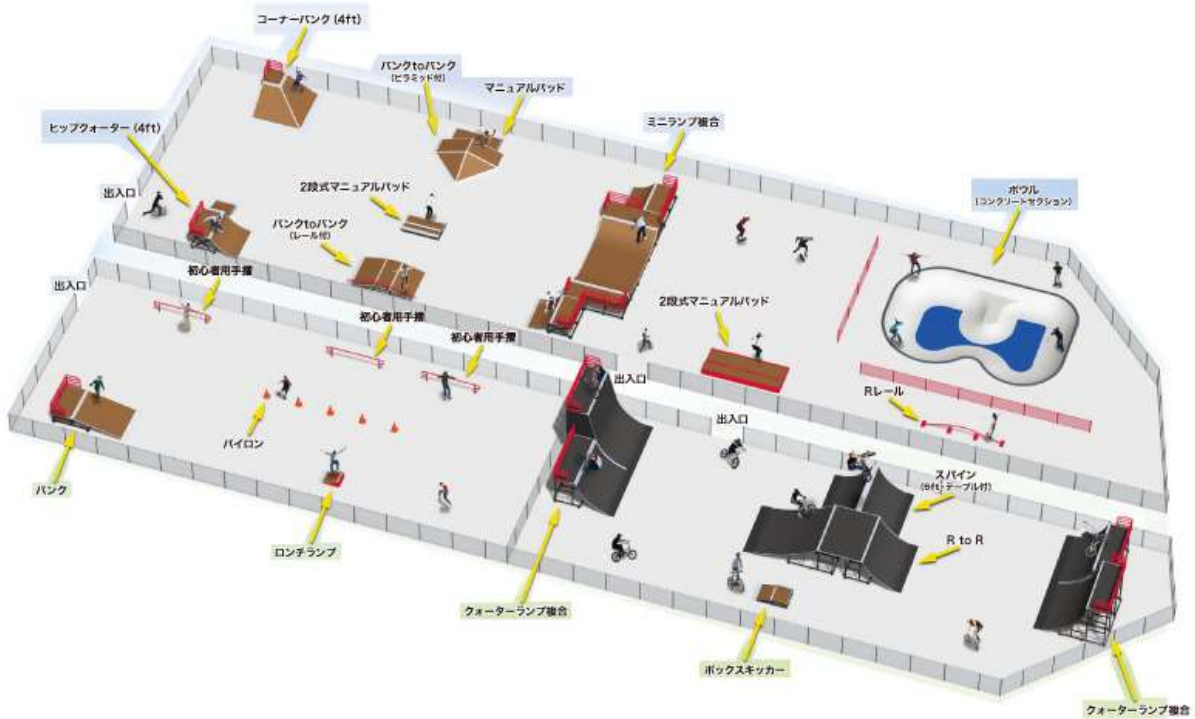 コーナーバンク(4ft)
バンクtoバンク
(ピラミッド付)
マニュアルパッド
ヒップクォーター(4ft)
ミニランプ複合
出入口
2段式マニュアルパッド
ボウル
(コンクリートセクション)
バンクtoバンク
(レール付)
初心者用手摺
出入口
初心者用手摺
2段式マニュアルパッド
初心者用手摺
出入口
Rレール
出入口
パイロン
スパイン
(6ft・テーブル付)
バンク
R to R
ロンチランプ
クォーターランプ複合
ボックスキッカー
クォーターランプ複合